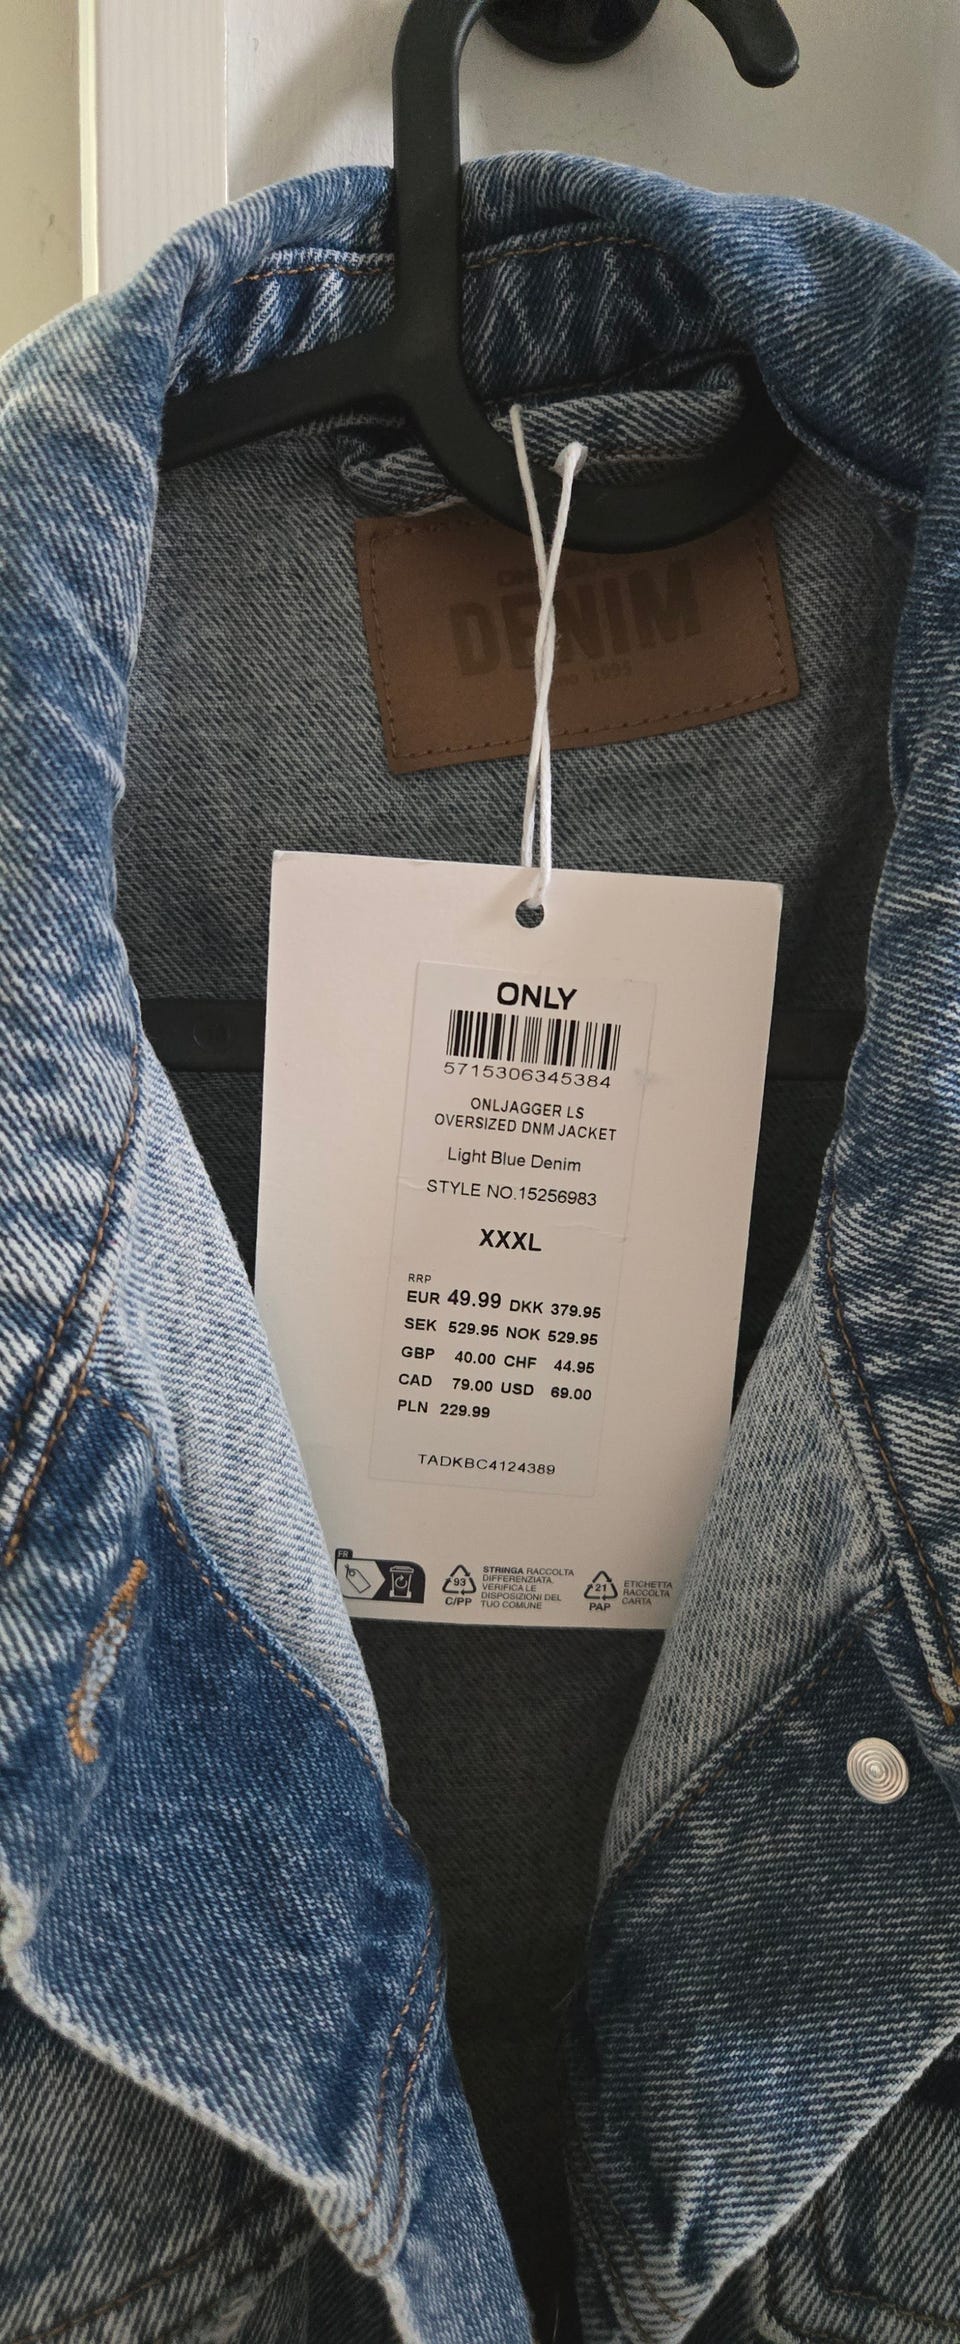 DENIM
1995
ONLY
5715306345384
ONLJAGGER LS
OVERSIZED DNM JACKET
Light Blue Denim
STYLE NO.15256983
XXXL
RRP
EUR 49.99 DKK 379.95
SEK 529.95 NOK 529.95
GBP 40.00 CHF 44.95
CAD 79.00 USD 69.00
PLN 229.99
TADKBC4124389
FR
93
C/PP
STRINGA RACCOLTA
DIFFERENZIATA.
VERIFICA LE
DISPOSIZIONI DEL
TUO COMUNE
21
PAP
ETICHETTA
RACCOLTA
CARTA